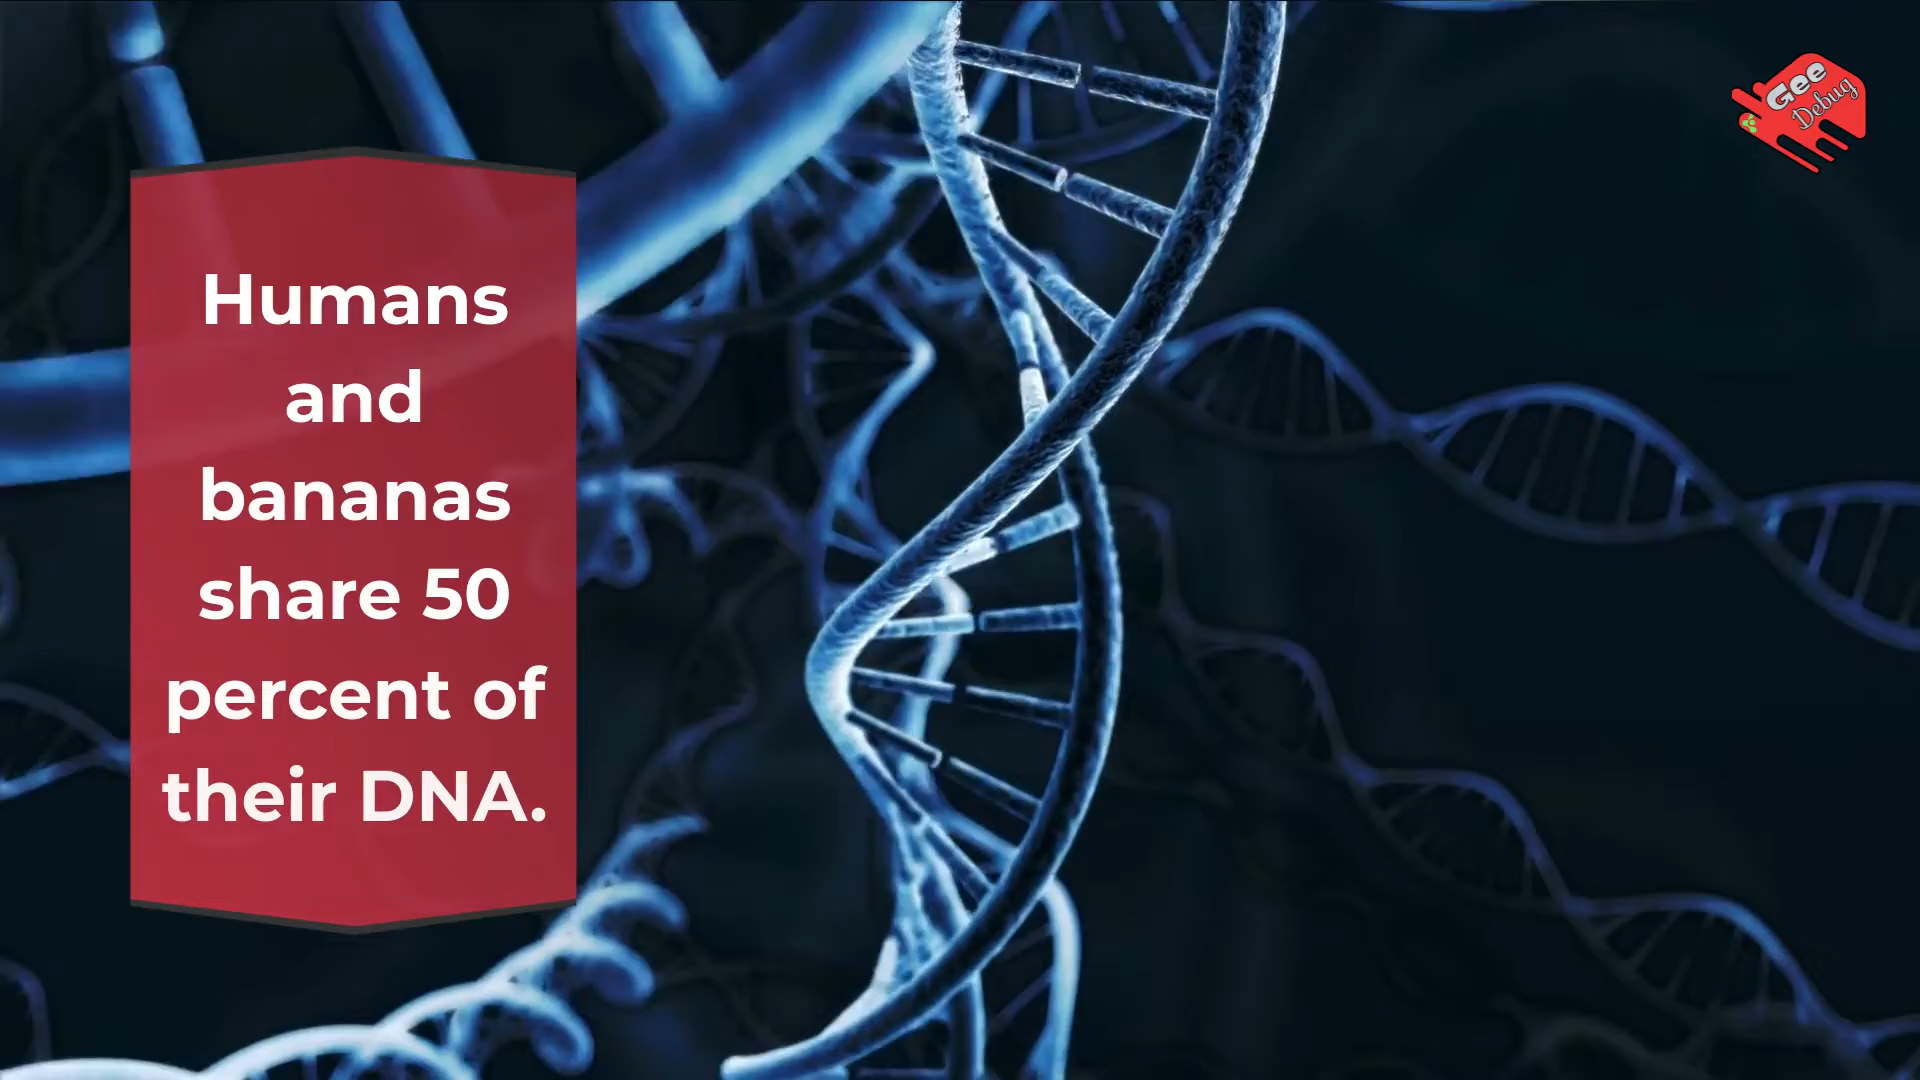 Humans
and
bananas
share 50
percent of
their DNA.
Gee
Debug